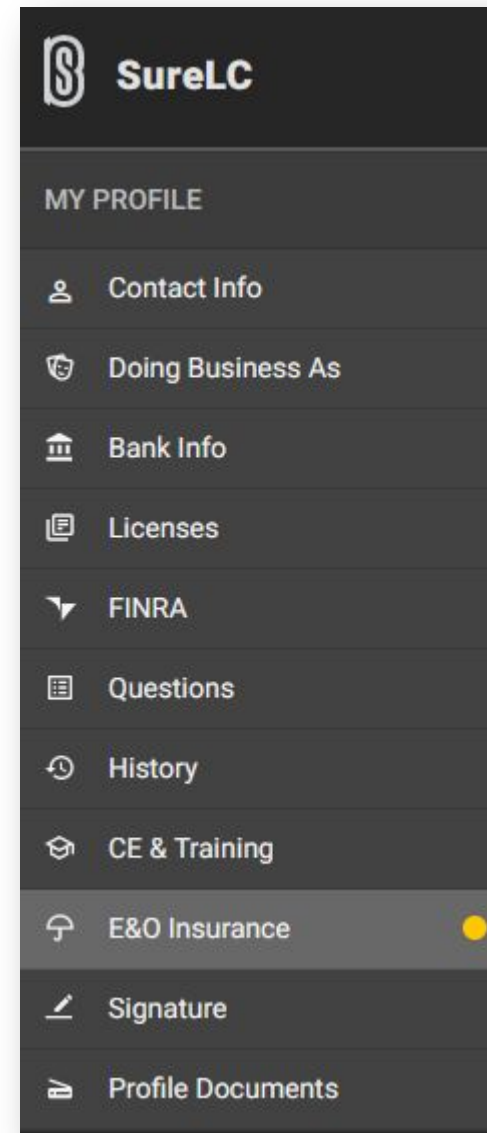 SureLC
MY PROFILE
Contact Info
Doing Business As
Bank Info
Licenses
FINRA
Questions
History
CE & Training
E&O Insurance
Signature
Profile Documents